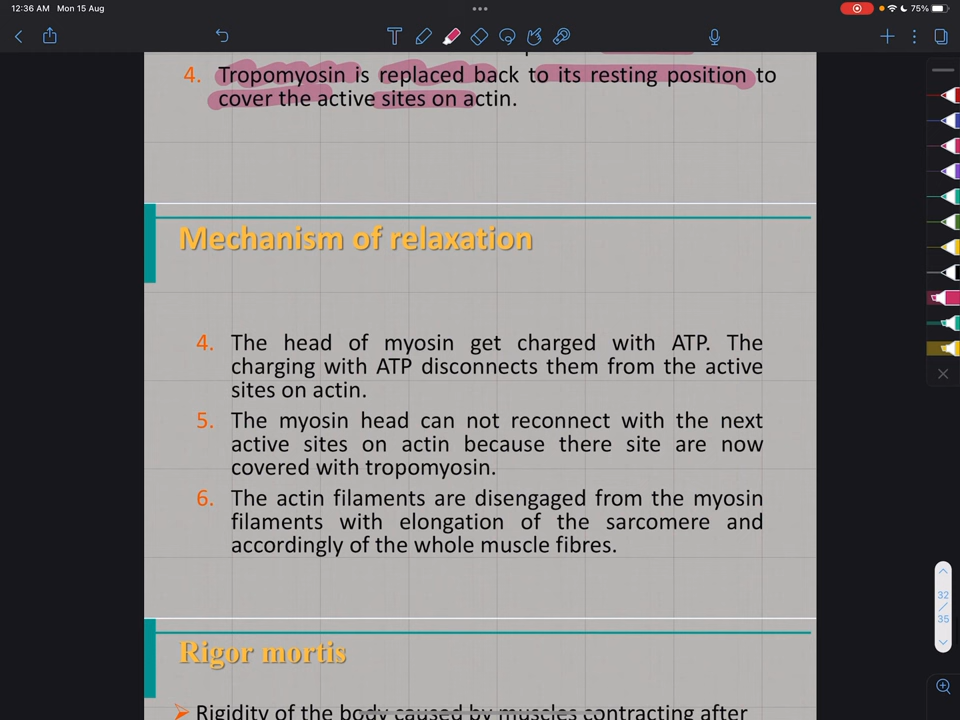 12:36 AM Mon 15 Aug
75%
4. Tropomyosin is replaced back to its resting position to
cover the active sites on actin.
Mechanism of relaxation
4. The head of myosin get charged with ATP. The
charging with ATP disconnects them from the active
sites on actin.
5. The myosin head can not reconnect with the next
active sites on actin because there site are now
covered with tropomyosin.
6. The actin filaments are disengaged from the myosin
filaments with elongation of the sarcomere and
accordingly of the whole muscle fibres.
32
/
35
Rigor mortis
Rigidity of the body caused by muscles contracting after